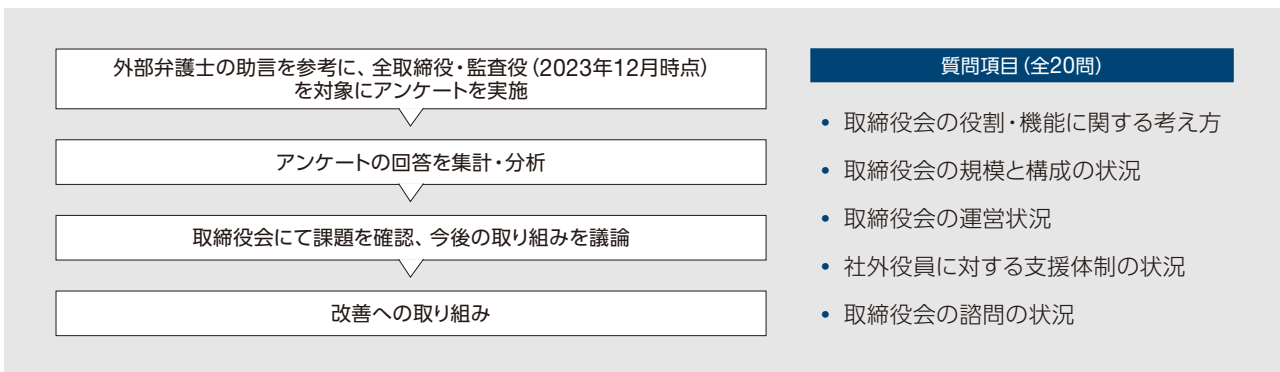 外部弁護士の助言を参考に、全取締役・監査役(2023年12月時点)
を対象にアンケートを実施
アンケートの回答を集計・分析
取締役会にて課題を確認、今後の取り組みを議論
改善への取り組み
質問項目(全20問)
• 取締役会の役割・機能に関する考え方
• 取締役会の規模と構成の状況
• 取締役会の運営状況
• 社外役員に対する支援体制の状況
• 取締役会の諮問の状況